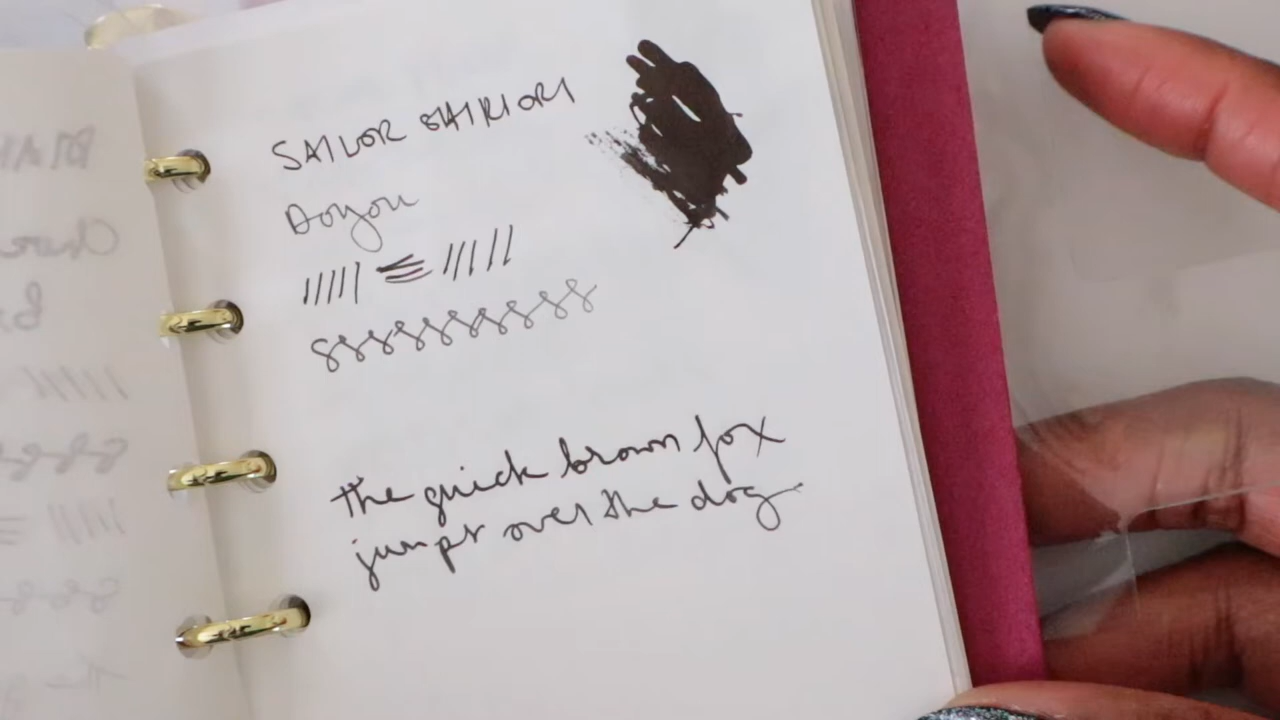 SAILOR SHIKIORI
Doyou
the quick brown fox
jumps over the dog